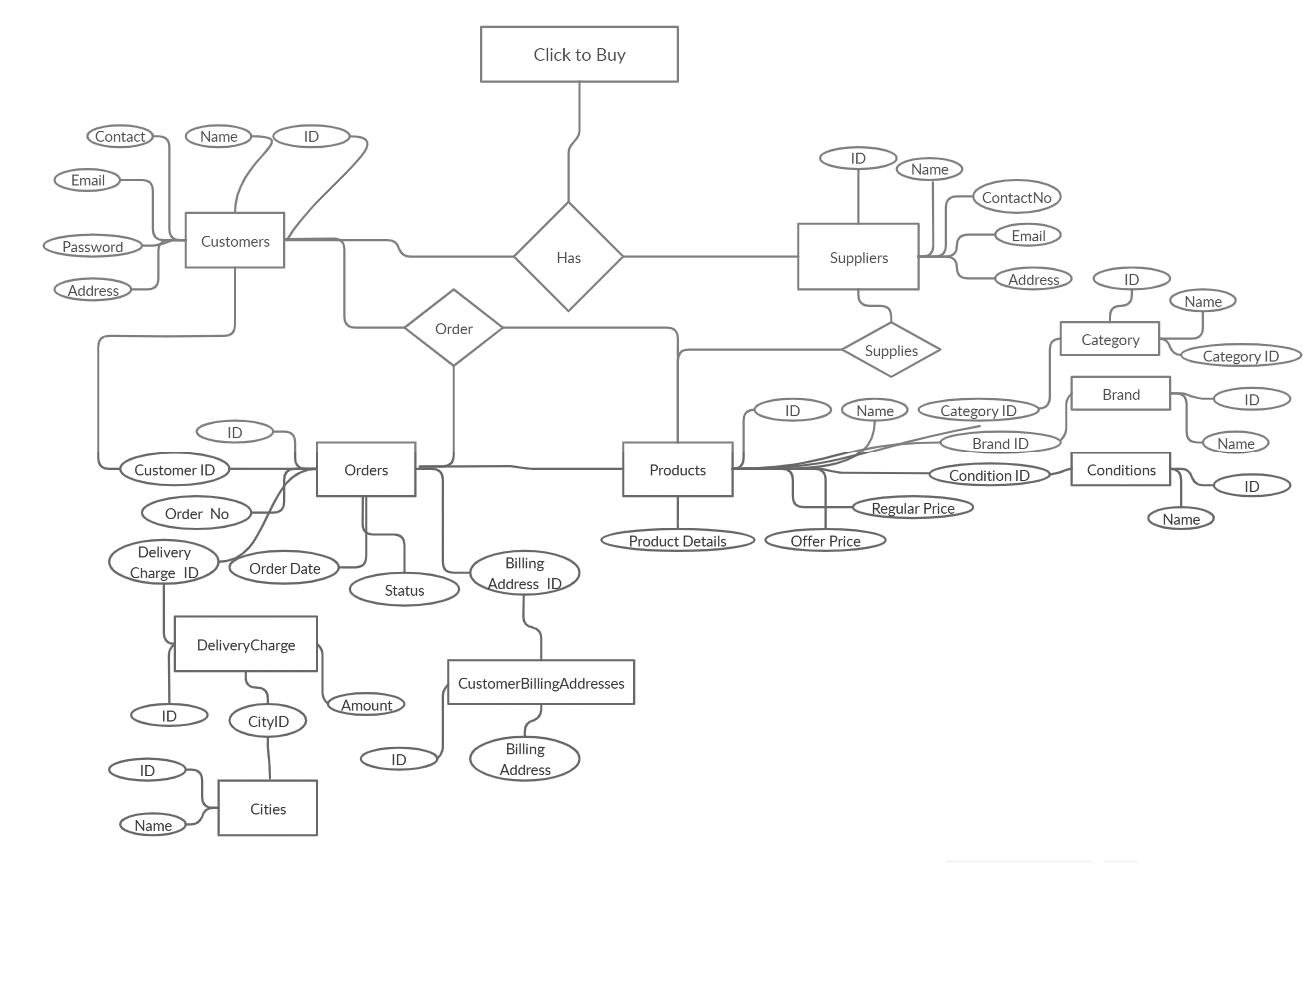 Click to Buy
Contact
Name
ID
ID
Name
Email
ContactNo
Customers
Email
Password
Has
Suppliers
Address
Address
ID
Name
Order
Category
Supplies
Category ID
Brand
ID
ID
Name
Category ID
ID
Brand ID
Name
Customer ID
Orders
Products
Condition ID
Conditions
ID
Order  No
Regular Price
Name
Product Details
Offer Price
Delivery
Charge  ID
Order Date
Billing
Address  ID
Status
DeliveryCharge
CustomerBillingAddresses
ID
CityID
Amount
ID
Billing
Address
ID
Cities
Name